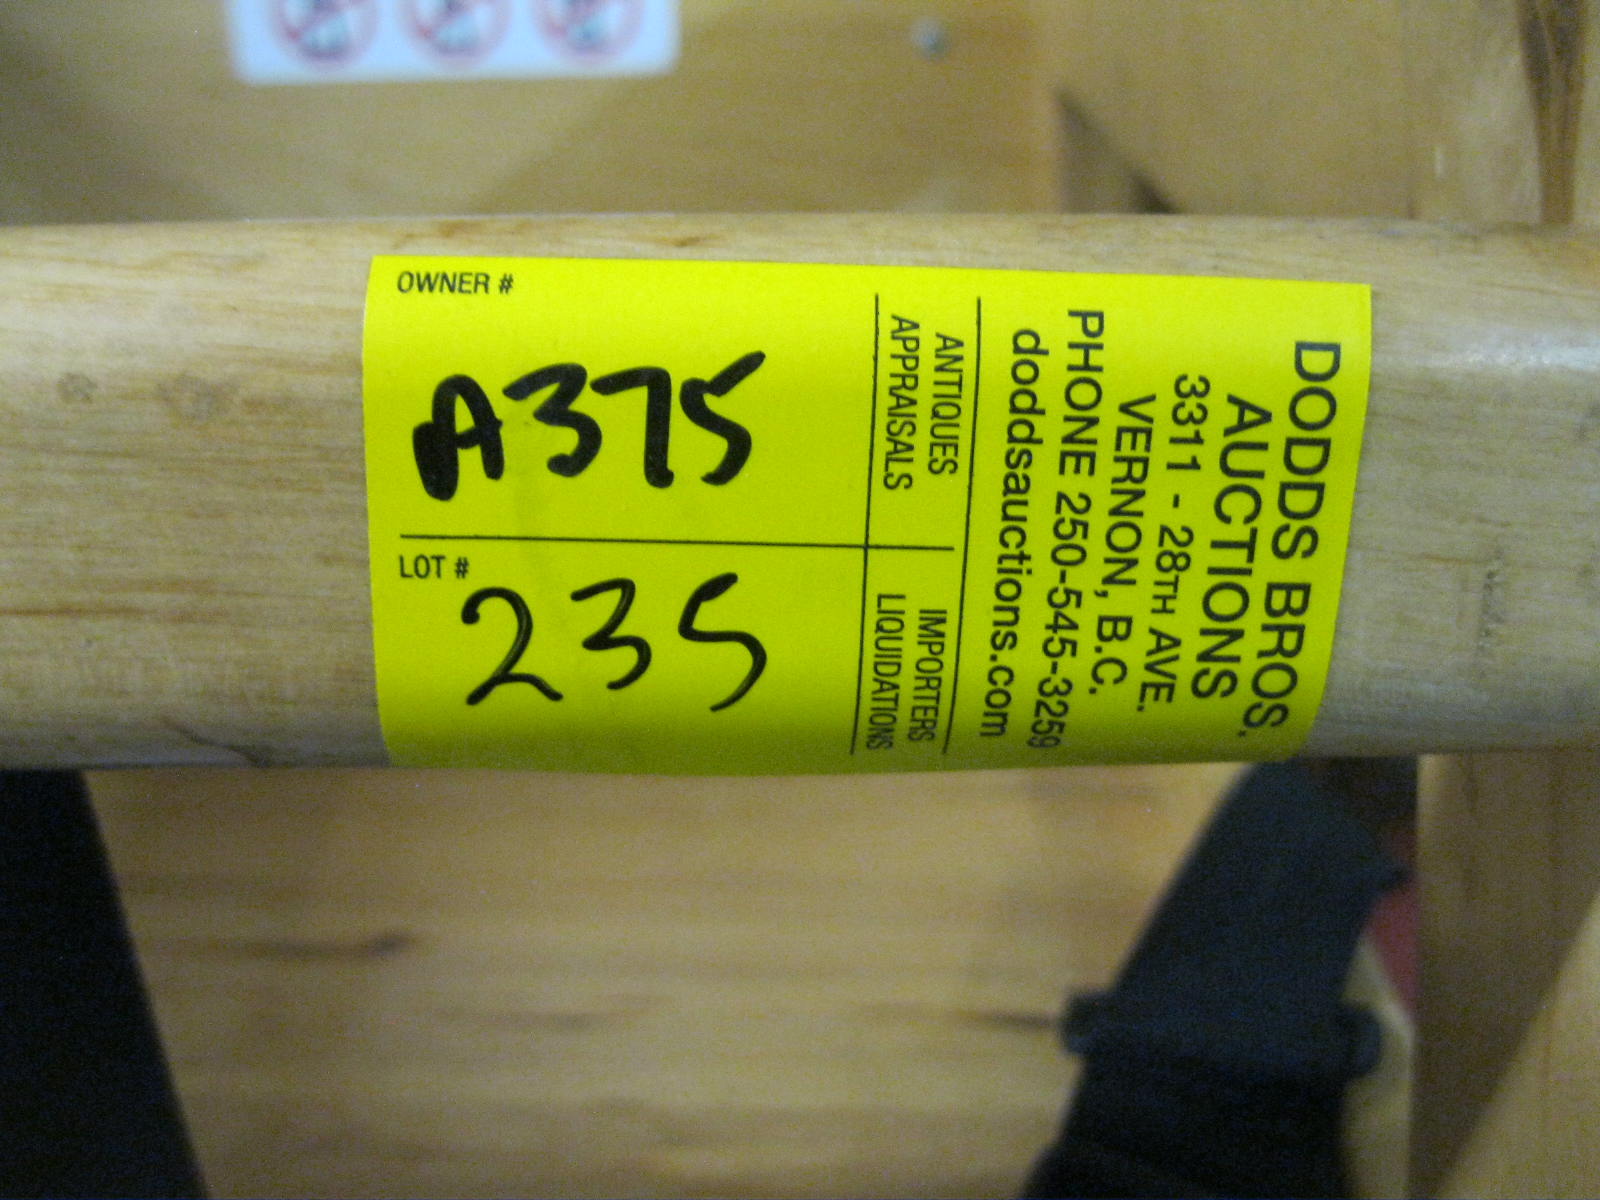 OWNER #
A375
LOT #
235
DODDS BROS.
AUCTIONS
3311 - 28TH AVE.
VERNON, B.C.
PHONE 250-545-3259
doddsauctions.com
ANTIQUES
APPRAISALS
IMPORTERS
LIQUIDATIONS